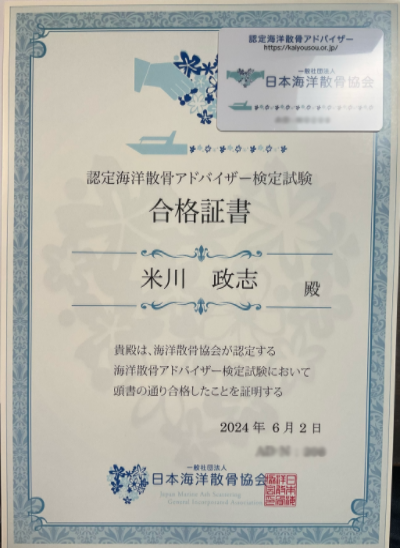 認定海洋散骨アドバイザー
https://kaiyousou.or.jp/
一般社団法人
日本海洋散骨協会
認定海洋散骨アドバイザー検定試験
合格証書
米川 政志 殿
貴殿は、海洋散骨協会が認定する
海洋散骨アドバイザー検定試験において
頭書の通り合格したことを証明する
2024年 6月2日
一般社団法人
日本海洋散骨協会
Japan Marine Ash Scattering
General Incorporated Association